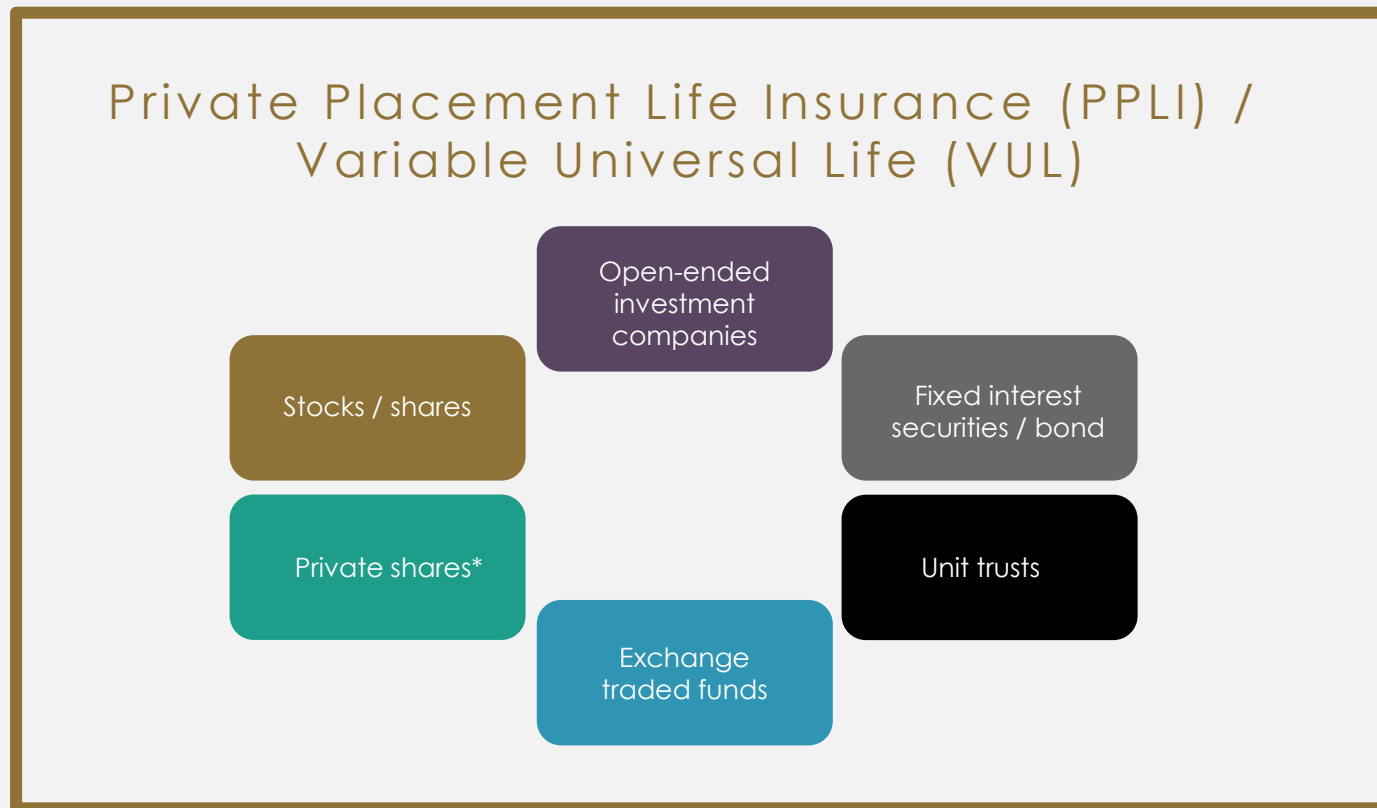 Private Placement Life Insurance (PPLI) /
Variable Universal Life (VUL)
Open-ended
investment
companies
Stocks / shares
Fixed interest
securities / bond
Private shares*
Unit trusts
Exchange
traded funds